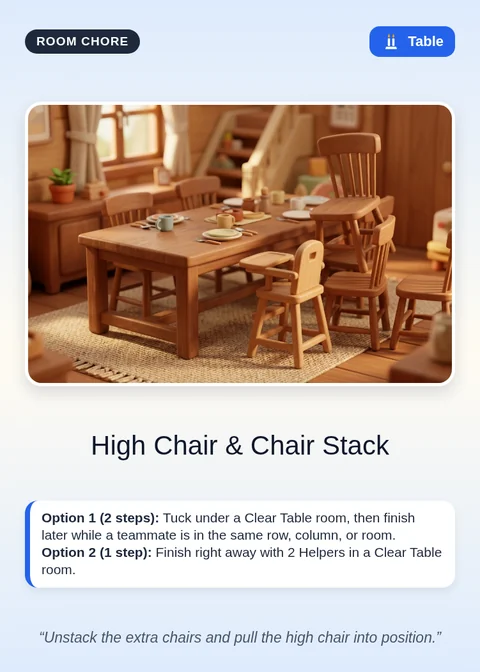 ROOM CHORE
Table
High Chair & Chair Stack
Option 1 (2 steps): Tuck under a Clear Table room, then finish
later while a teammate is in the same row, column, or room.
Option 2 (1 step): Finish right away with 2 Helpers in a Clear Table
room.
“Unstack the extra chairs and pull the high chair into position.”